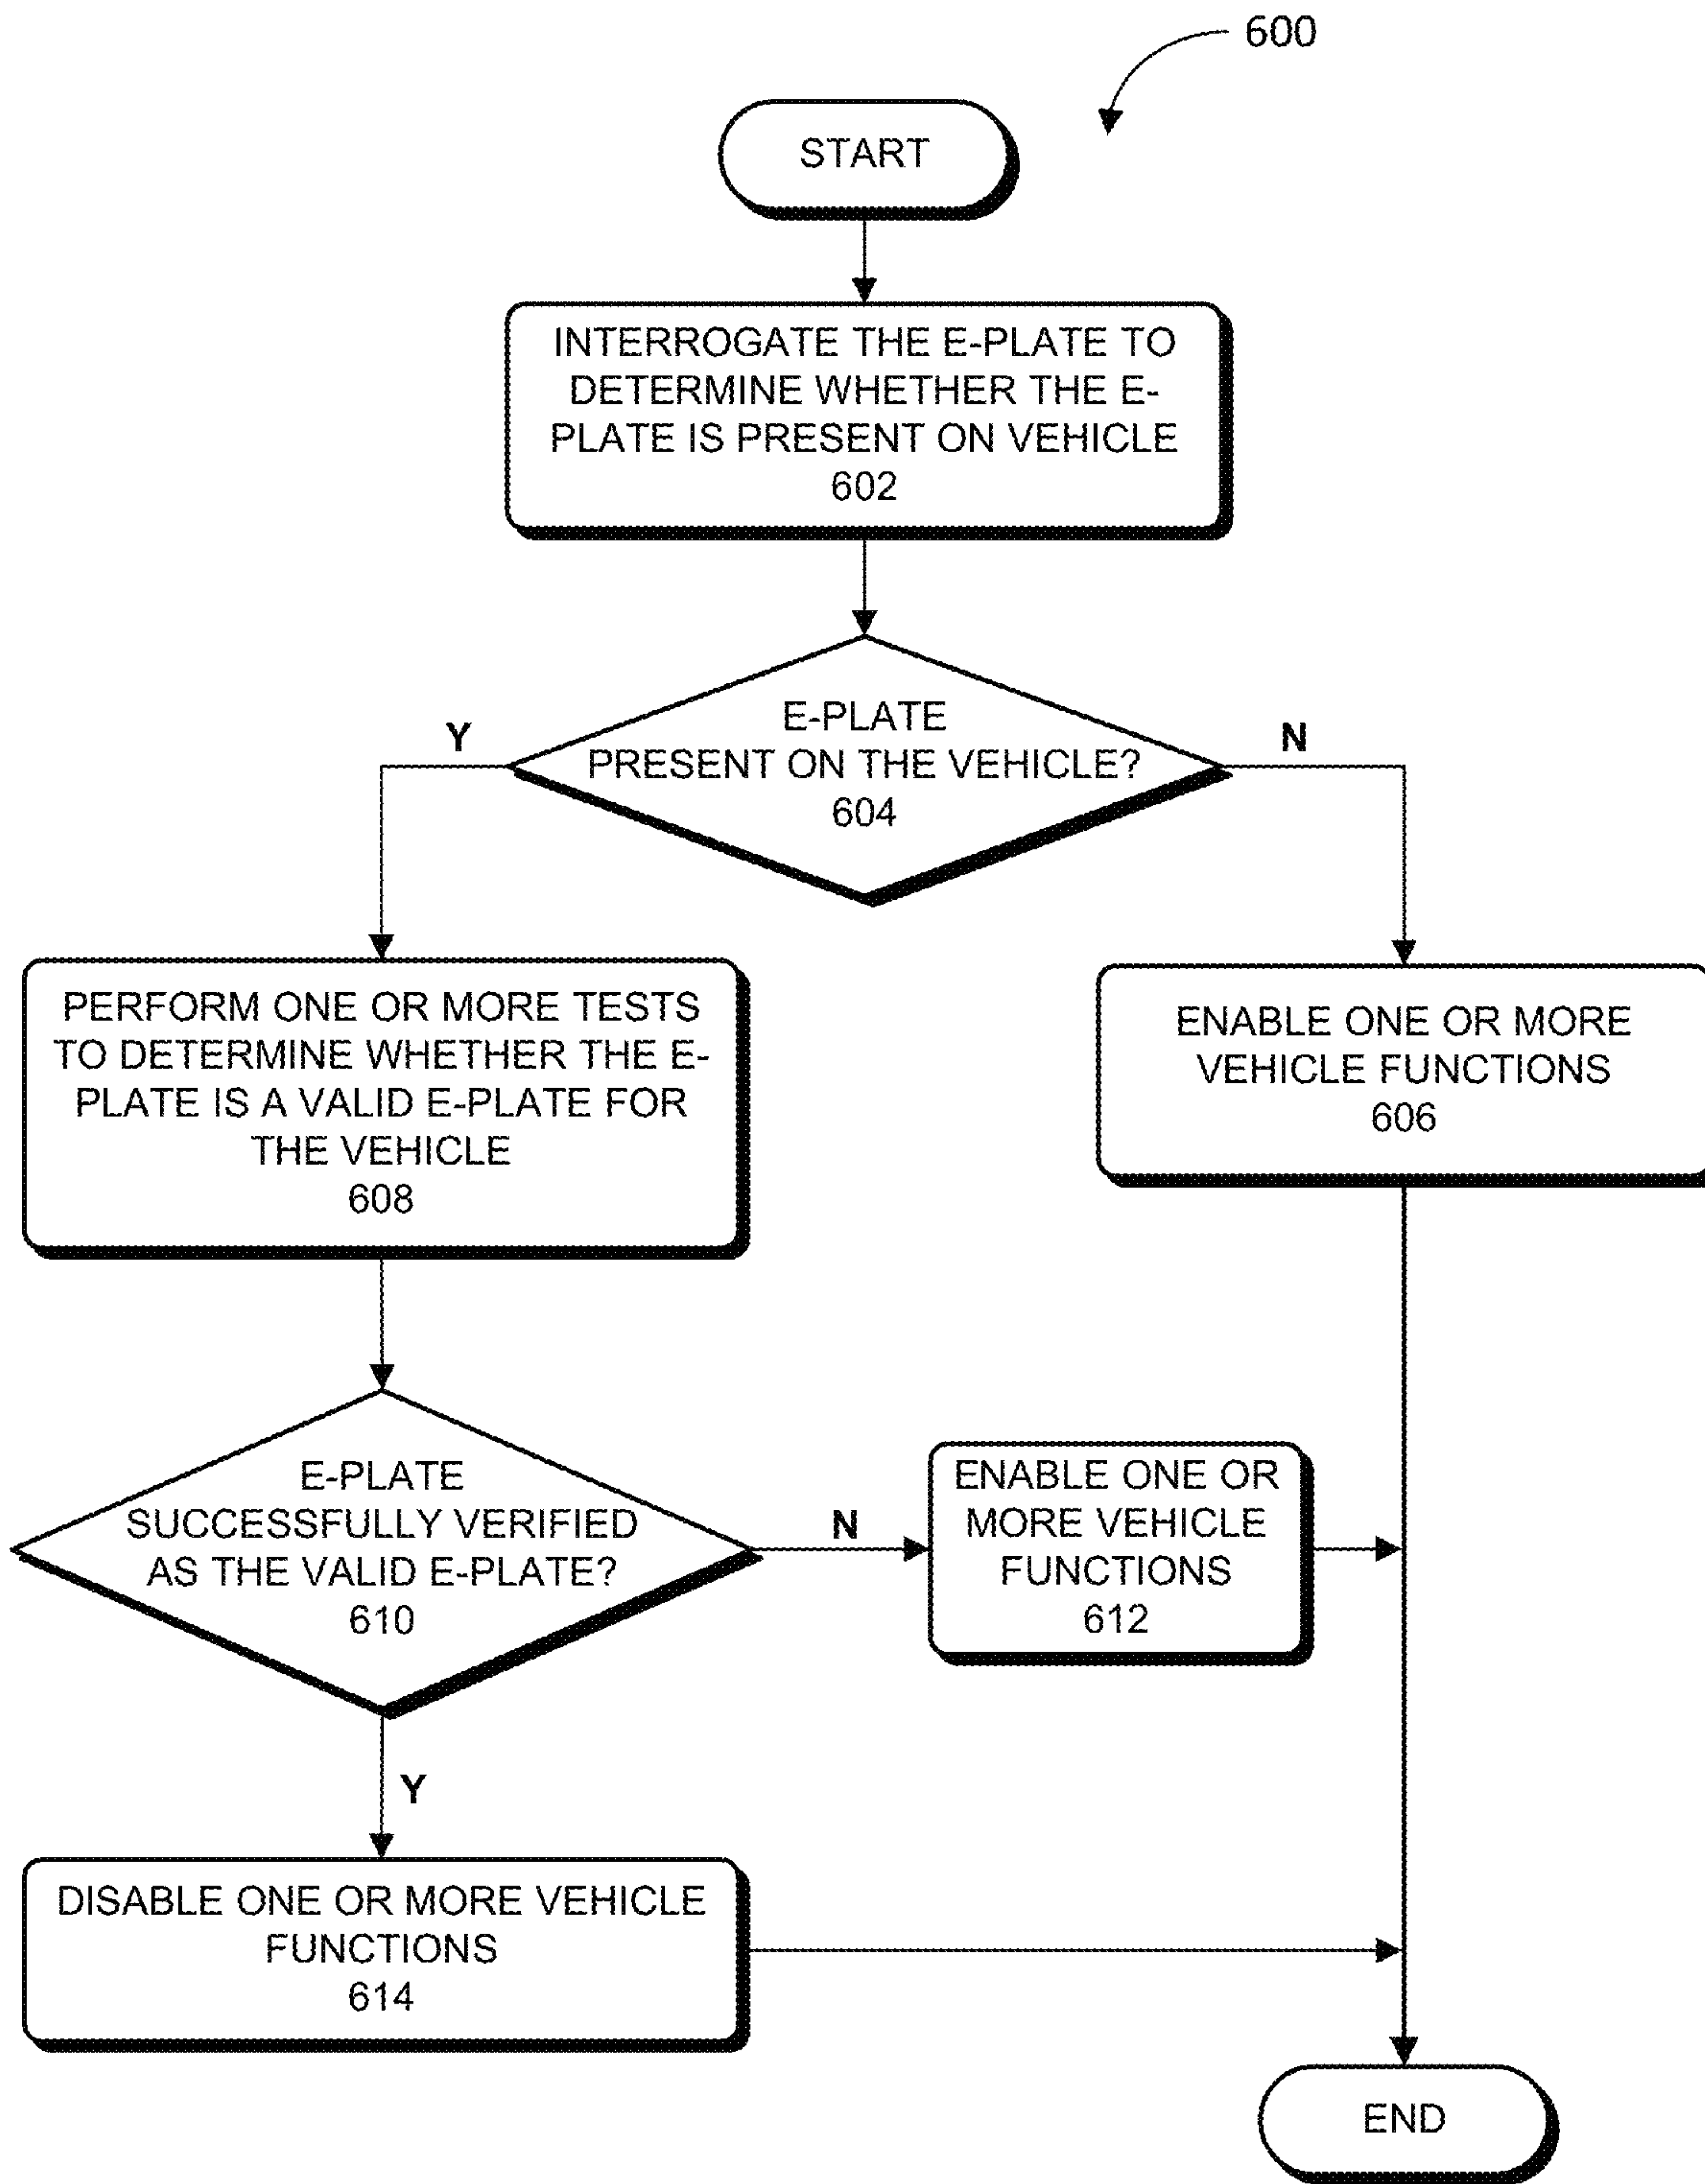 600
START
INTERROGATE THE E-PLATE TO
DETERMINE WHETHER THE E-
PLATE IS PRESENT ON VEHICLE
602
E-PLATE
PRESENT ON THE VEHICLE?
604
Y
N
PERFORM ONE OR MORE TESTS
TO DETERMINE WHETHER THE E-
PLATE IS A VALID E-PLATE FOR
THE VEHICLE
608
ENABLE ONE OR MORE
VEHICLE FUNCTIONS
606
E-PLATE
SUCCESSFULLY VERIFIED
AS THE VALID E-PLATE?
610
N
ENABLE ONE OR
MORE VEHICLE
FUNCTIONS
612
Y
DISABLE ONE OR MORE VEHICLE
FUNCTIONS
614
END